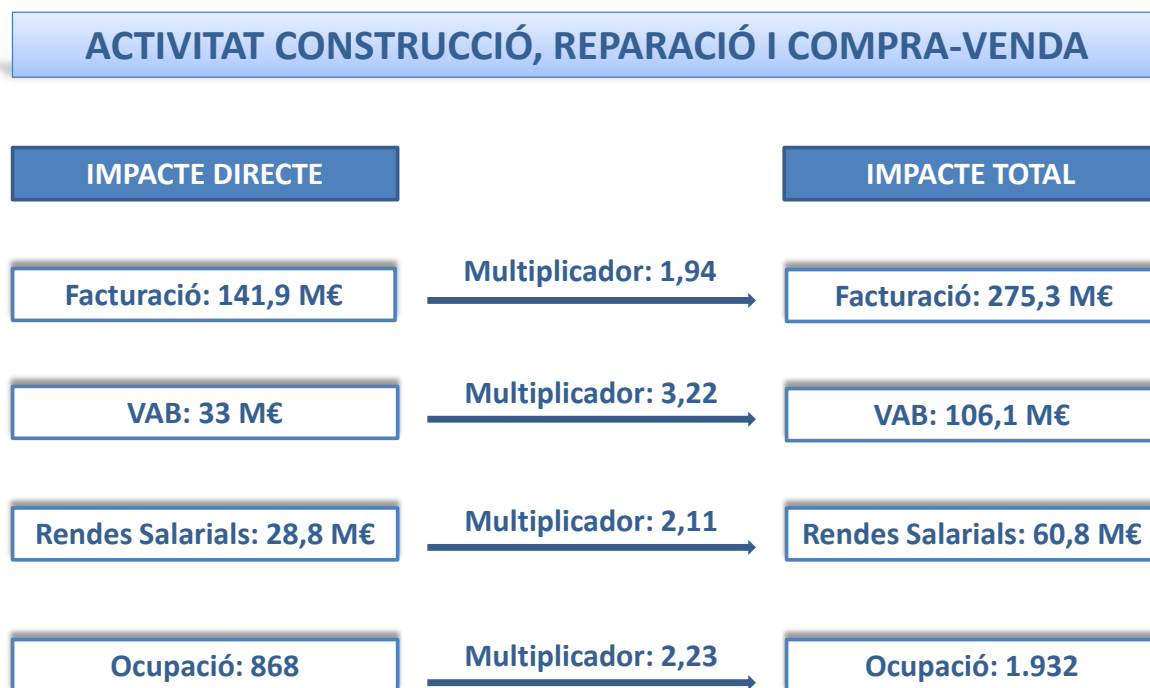 ACTIVITAT CONSTRUCCIÓ, REPARACIÓ I COMPRA-VENDA
IMPACTE DIRECTE
IMPACTE TOTAL
Facturació: 141,9 M€
Multiplicador: 1,94
Facturació: 275,3 M€
VAB: 33 M€
Multiplicador: 3,22
VAB: 106,1 M€
Rendes Salarials: 28,8 M€
Multiplicador: 2,11
Rendes Salarials: 60,8 M€
Ocupació: 868
Multiplicador: 2,23
Ocupació: 1.932